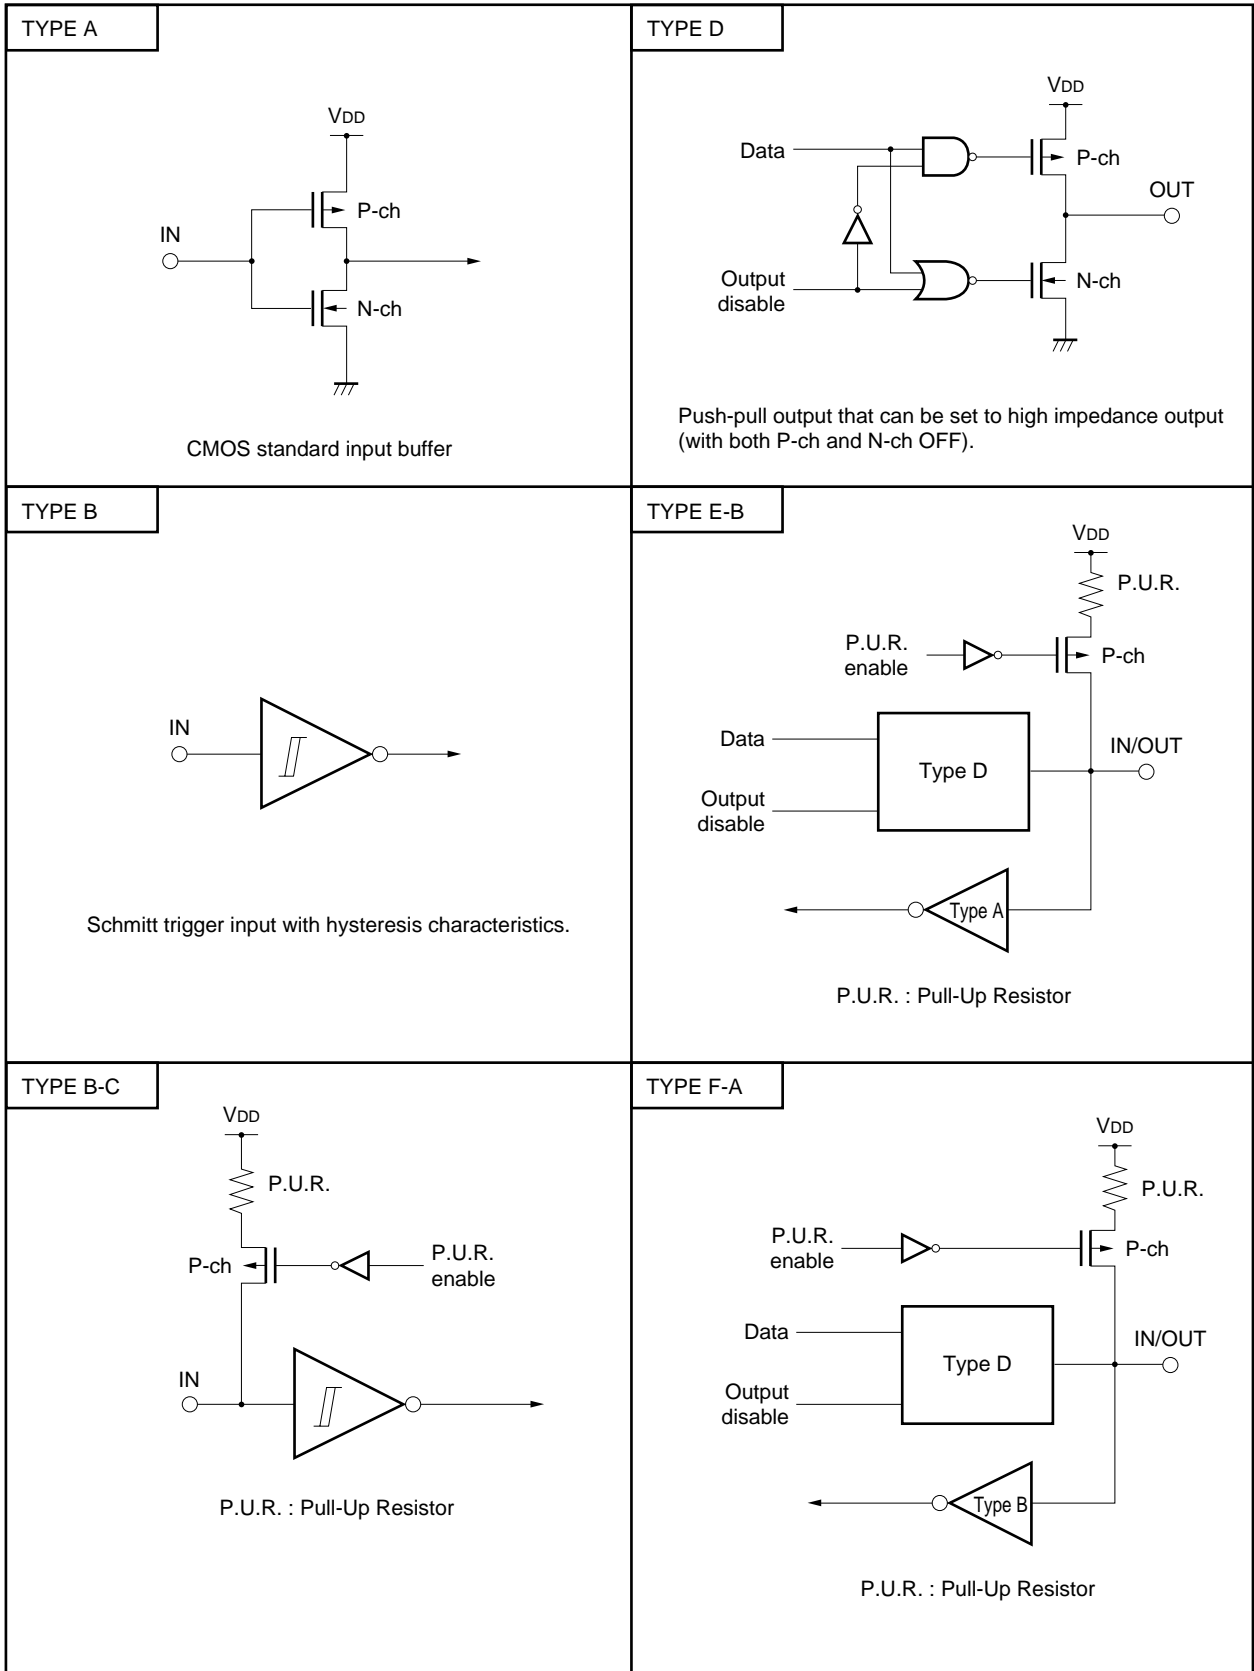 TYPE A
VDD
P-ch
IN
N-ch
CMOS standard input buffer
TYPE D
VDD
Data
P-ch
OUT
Output
disable
N-ch
Push-pull output that can be set to high impedance output
(with both P-ch and N-ch OFF).
TYPE B
IN
Schmitt trigger input with hysteresis characteristics.
TYPE E-B
VDD
P.U.R.
P.U.R.
enable
P-ch
Data
IN/OUT
Type D
Output
disable
Type A
P.U.R. : Pull-Up Resistor
TYPE B-C
VDD
P.U.R.
P-ch
P.U.R.
enable
IN
P.U.R. : Pull-Up Resistor
TYPE F-A
VDD
P.U.R.
P.U.R.
enable
P-ch
Data
IN/OUT
Type D
Output
disable
Type B
P.U.R. : Pull-Up Resistor